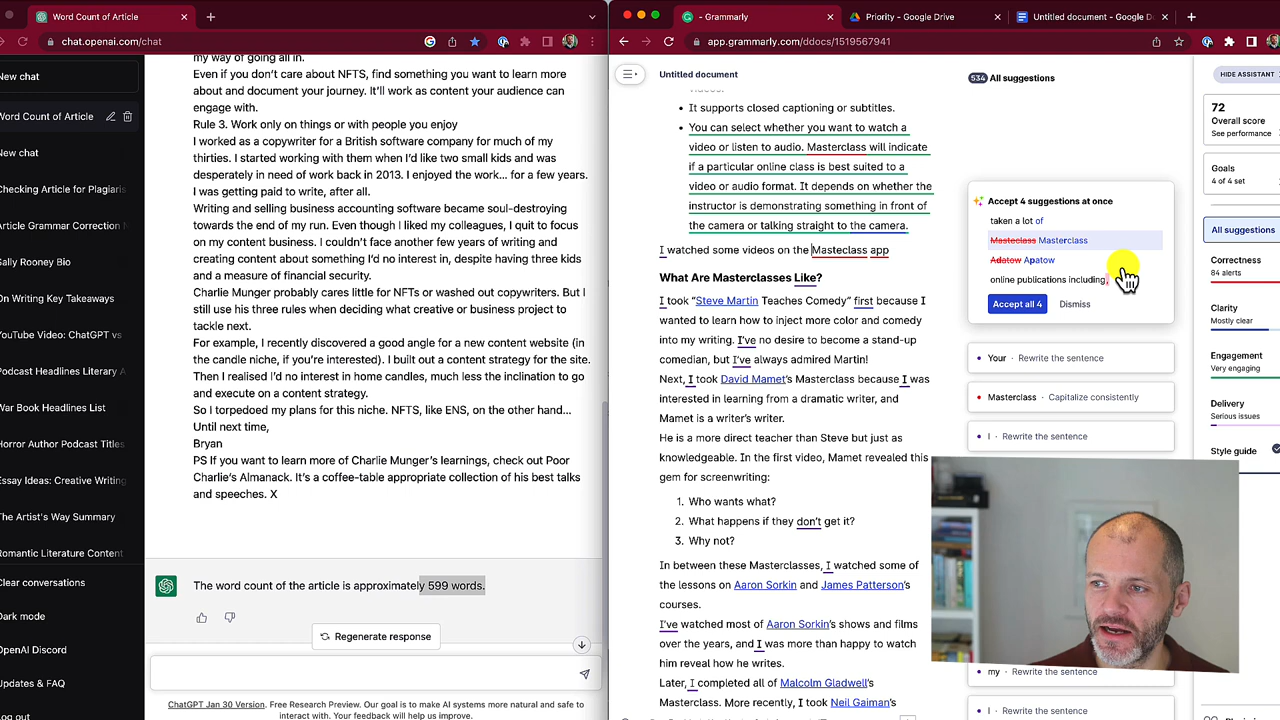 Word Count of Article
chat.openai.com/chat
New chat
Word Count of Article
New chat
Checking Article for Plagiaris
Article Grammar Correction
Sally Rooney Bio
On Writing Key Takeaways
YouTube Video: ChatGPT vs
Podcast Headlines Literary A
War Book Headlines List
Horror Author Podcast Titles
Essay Ideas: Creative Writing
The Artist's Way Summary
Romantic Literature Content
Clear conversations
Dark mode
OpenAI Discord
Updates & FAQ
Log out
my way of going all in.
Even if you don't care about NFTS, find something you want to learn more
about and document your journey. It'll work as content your audience can
engage with.
Rule 3. Work only on things or with people you enjoy
I worked as a copywriter for a British software company for much of my
thirties. I started working with them when I'd like two small kids and was
desperately in need of work back in 2013. I enjoyed the work… for a few years.
I was getting paid to write, after all.
Writing and selling business accounting software became soul-destroying
towards the end of my run. Even though I liked my colleagues, I quit to focus
on my content business. I couldn't face another few years of writing and
creating content about something I'd no interest in, despite having three kids
and a measure of financial security.
Charlie Munger probably cares little for NFTs or washed out copywriters. But I
still use his three rules when deciding what creative or business project to
tackle next.
For example, I recently discovered a good angle for a new content website (in
the candle niche, if you're interested). I built out a content strategy for the site.
Then I realised I'd no interest in home candles, much less the inclination to go
and execute on a content strategy.
So I torpedoed my plans for this niche. NFTS, like ENS, on the other hand…
Until next time,
Bryan
PS If you want to learn more of Charlie Munger's learnings, check out Poor
Charlie's Almanack. It's a coffee-table appropriate collection of his best talks
and speeches. X
The word count of the article is approximately 599 words.
Regenerate response
ChatGPT Jan 30 Version. Free Research Preview. Our goal is to make AI systems more natural and safe to
interact with. Your feedback will help us improve.
- Grammarly
Priority - Google Drive
Untitled document - Google D
app.grammarly.com/ddocs/1519567941
Untitled document
534 All suggestions
HIDE ASSISTANT
videos.
• It supports closed captioning or subtitles.
• You can select whether you want to watch a
video or listen to audio. Masterclass will indicate
if a particular online class is best suited to a
video or audio format. It depends on whether the
instructor is demonstrating something in front of
the camera or talking straight to the camera.
I watched some videos on the Masteclass app
What Are Masterclasses Like?
I took "Steve Martin Teaches Comedy" first because I
wanted to learn how to inject more color and comedy
into my writing. I've no desire to become a stand-up
comedian, but I've always admired Martin!
Next, I took David Mamet's Masterclass because I was
interested in learning from a dramatic writer, and
Mamet is a writer's writer.
He is a more direct teacher than Steve but just as
knowledgeable. In the first video, Mamet revealed this
gem for screenwriting:
1. Who wants what?
2. What happens if they don't get it?
3. Why not?
In between these Masterclasses, I watched some of
the lessons on Aaron Sorkin and James Patterson's
courses.
I've watched most of Aaron Sorkin's shows and films
over the years, and I was more than happy to watch
him reveal how he writes.
Later, I completed all of Malcolm Gladwell's
Masterclass. More recently, I took Neil Gaiman's
Accept 4 suggestions at once
taken a lot of
Masteclass Masterclass
Adatow Apatow
online publications including,
Accept all 4 Dismiss
Your · Rewrite the sentence
Masterclass · Capitalize consistently
I · Rewrite the sentence
my · Rewrite the sentence
I · Rewrite the sentence
72
Overall score
See performance
Goals
4 of 4 set
All suggestions
Correctness
84 alerts
Clarity
Mostly clear
Engagement
Very engaging
Delivery
Serious issues
Style guide